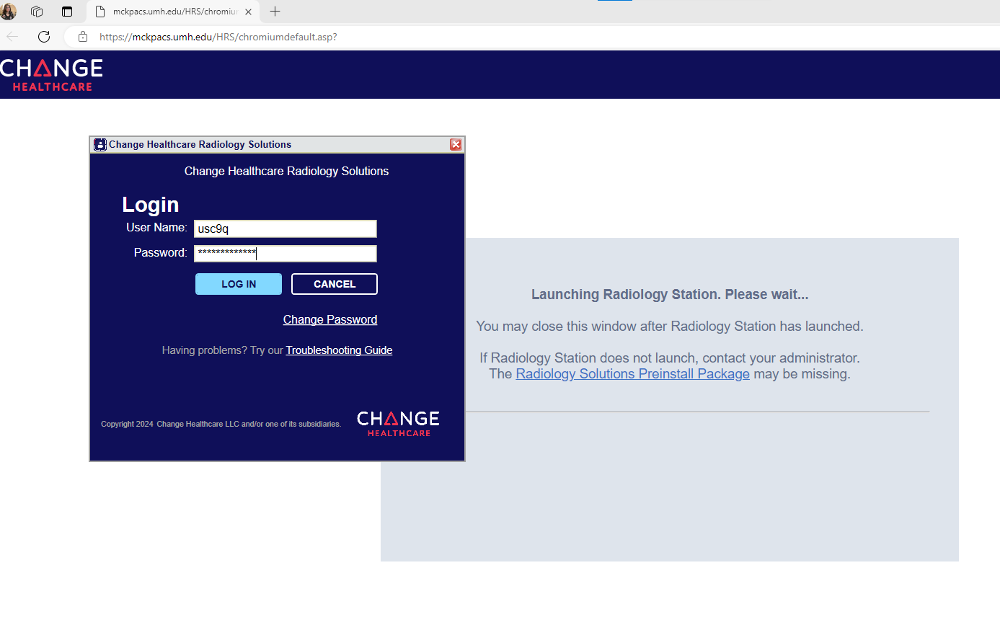 mckpacs.umh.edu/HRS/chromiu
https://mckpacs.umh.edu/HRS/chromiumdefault.asp?
CHANGE
HEALTHCARE
Change Healthcare Radiology Solutions
Change Healthcare Radiology Solutions
Login
User Name: usc9q
Password: *************
LOG IN CANCEL
Change Password
Having problems? Try our Troubleshooting Guide
Copyright 2024 Change Healthcare LLC and/or one of its subsidiaries.
CHANGE
HEALTHCARE
Launching Radiology Station. Please wait...
You may close this window after Radiology Station has launched.
If Radiology Station does not launch, contact your administrator.
The Radiology Solutions Preinstall Package may be missing.